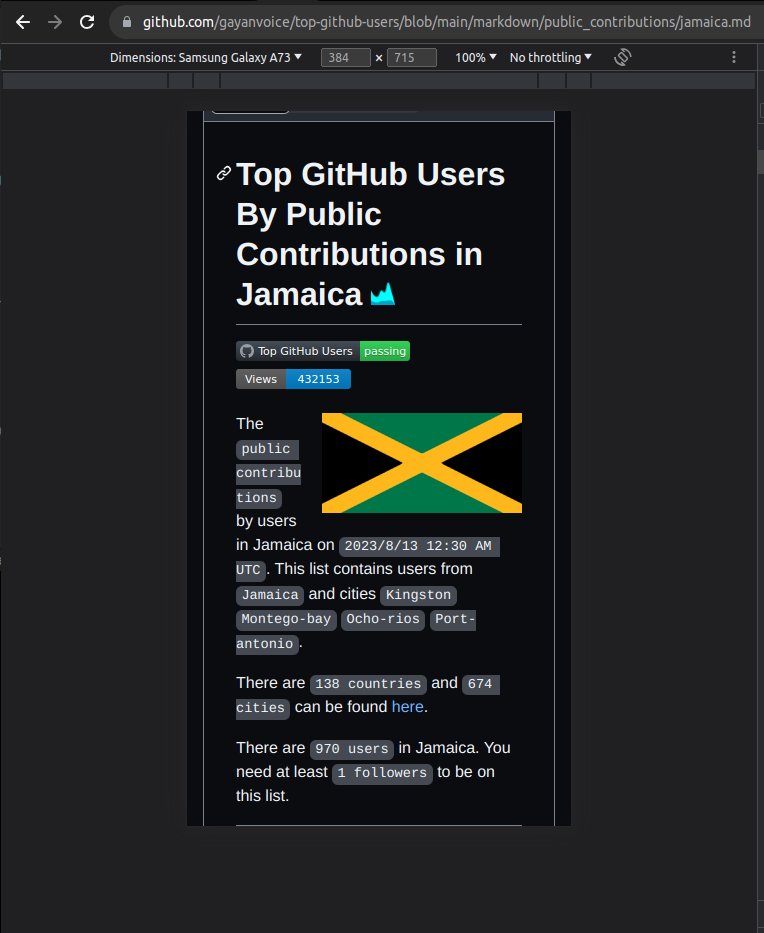 github.com/gayanvoice/top-github-users/blob/main/markdown/public_contributions/jamaica.md
Dimensions: Samsung Galaxy A73 384 × 715 100% No throttling
Top GitHub Users
By Public
Contributions in
Jamaica
Top GitHub Users passing
Views 432153
The
public
contribu
tions
by users
in Jamaica on 2023/8/13 12:30 AM
UTC. This list contains users from
Jamaica and cities Kingston
Montego-bay Ocho-rios Port-
antonio.
There are 138 countries and 674
cities can be found here.
There are 970 users in Jamaica. You
need at least 1 followers to be on
this list.